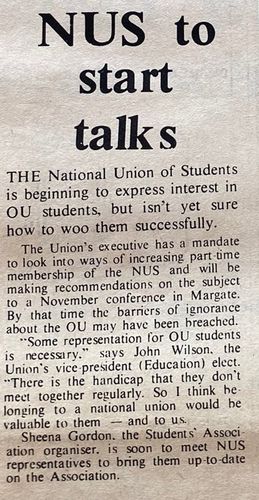 NUS to
start
talks
THE National Union of Students
is beginning to express interest in
OU students, but isn't yet sure
how to woo them successfully.
The Union's executive has a mandate
to look into ways of increasing part-time
membership of the NUS and will be
making recommendations on the subject
to a November conference in Margate.
By that time the barriers of ignorance
about the OU may have been breached.
"Some representation for OU students
is necessary," says John Wilson, the
Union's vice-president (Education) elect.
"There is the handicap that they don't
meet together regularly. So I think be-
longing to a national union would be
valuable to them — and to us.
Sheena Gordon, the Students' Associ-
ation organiser, is soon to meet NUS
representatives to bring them up-to-date
on the Association.